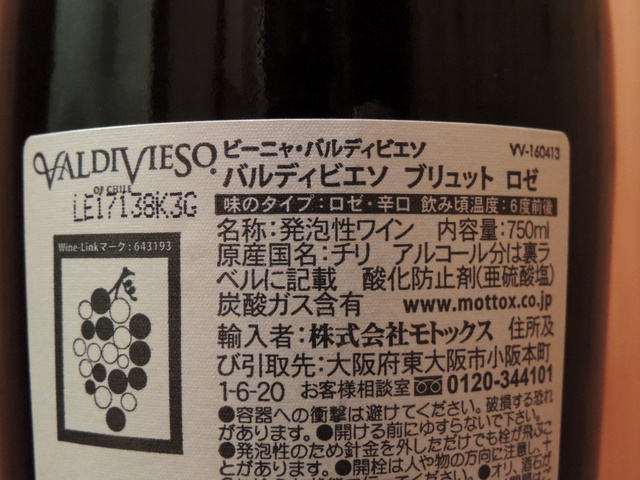 VALDIVIESO
OF CHILE
LE17138K3G
ビーニャ・バルディビエソ
VV-160413
バルディビエソ ブリュット ロゼ
味のタイプ：ロゼ・辛口 飲み頃温度：6度前後
Wine-Linkマーク：643193
名称：発泡性ワイン 内容量：750ml
原産国名：チリ アルコール分は裏ラ
ベルに記載 酸化防止剤(亜硫酸塩)
炭酸ガス含有 www.mottox.co.jp
輸入者：株式会社モトックス 住所及
び引取先：大阪府東大阪市小阪本町
1-6-20 お客様相談室 0120-344101
●容器への衝撃は避けてください。破損する恐れ
があります。●開ける前にゆすらないで下さい。
●発泡性のため針金を外しただけでも栓が飛ぶこ
とがあります。●開栓は人や物の方向に注意し、
●オリ、酒石が